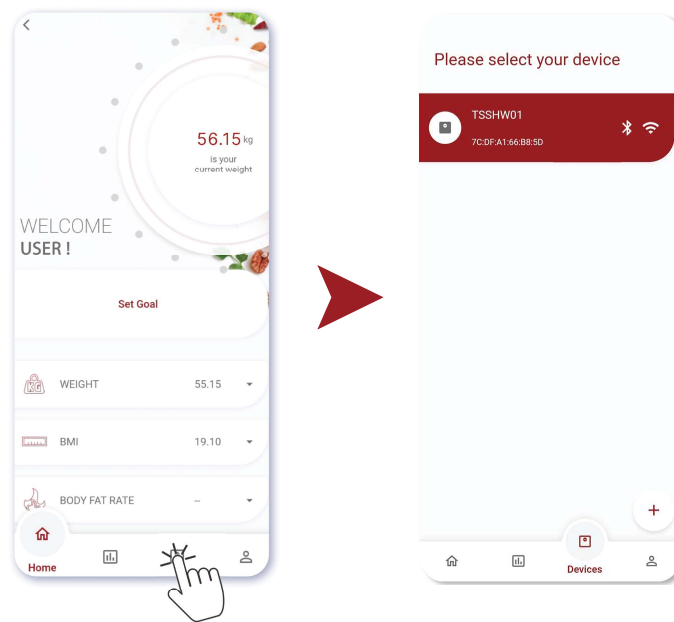 56.15 kg
is your
current weight
WELCOME
USER !
Set Goal
KG
WEIGHT
55.15
BMI
19.10
BODY FAT RATE
--
Home
Please select your device
TSSHW01
7C:DF:A1:66:B8:5D
+
Devices